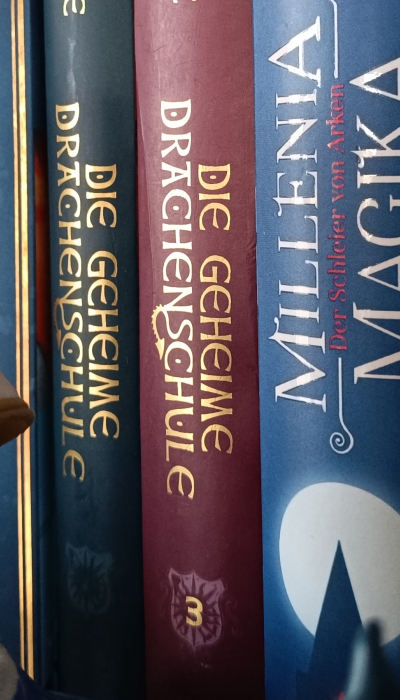 DIE GEHEIME
DRACHENSCHULE
DIE GEHEIME
DRACHENSCHULE
3
MILLENIA
Der Schleier von Arken
MAGIKA